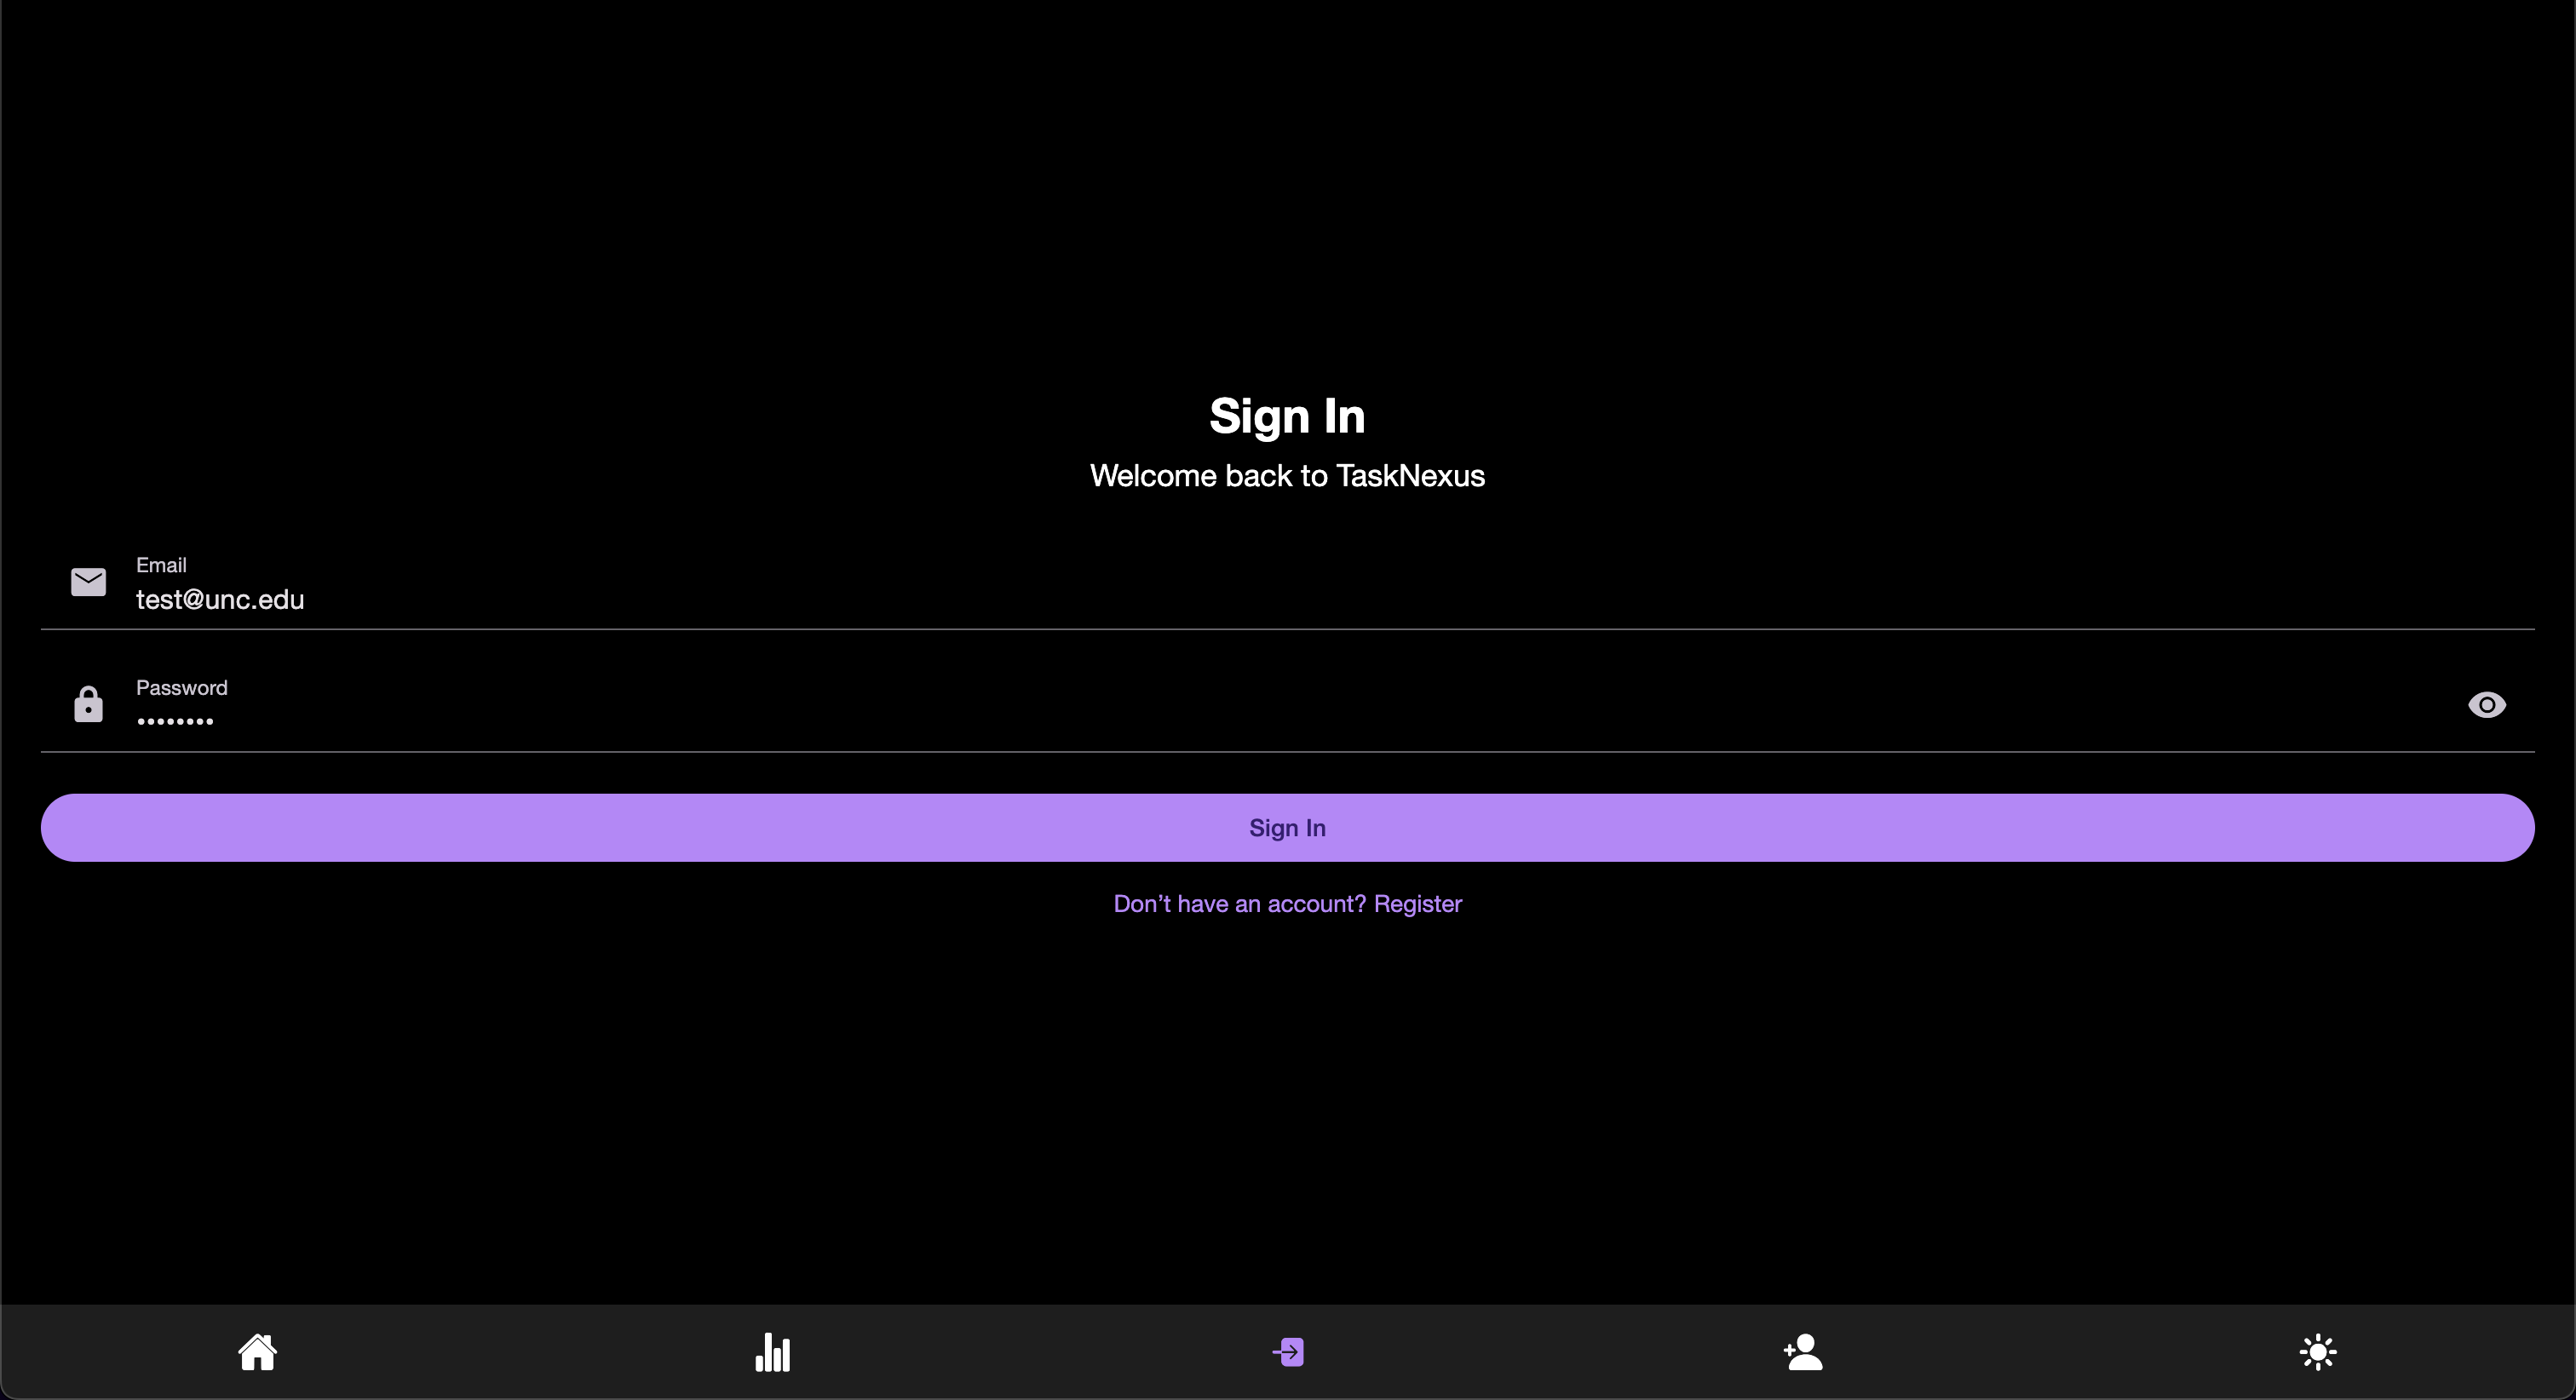 Sign In
Welcome back to TaskNexus
Email
test@unc.edu
Password
••••••••
Sign In
Don’t have an account? Register